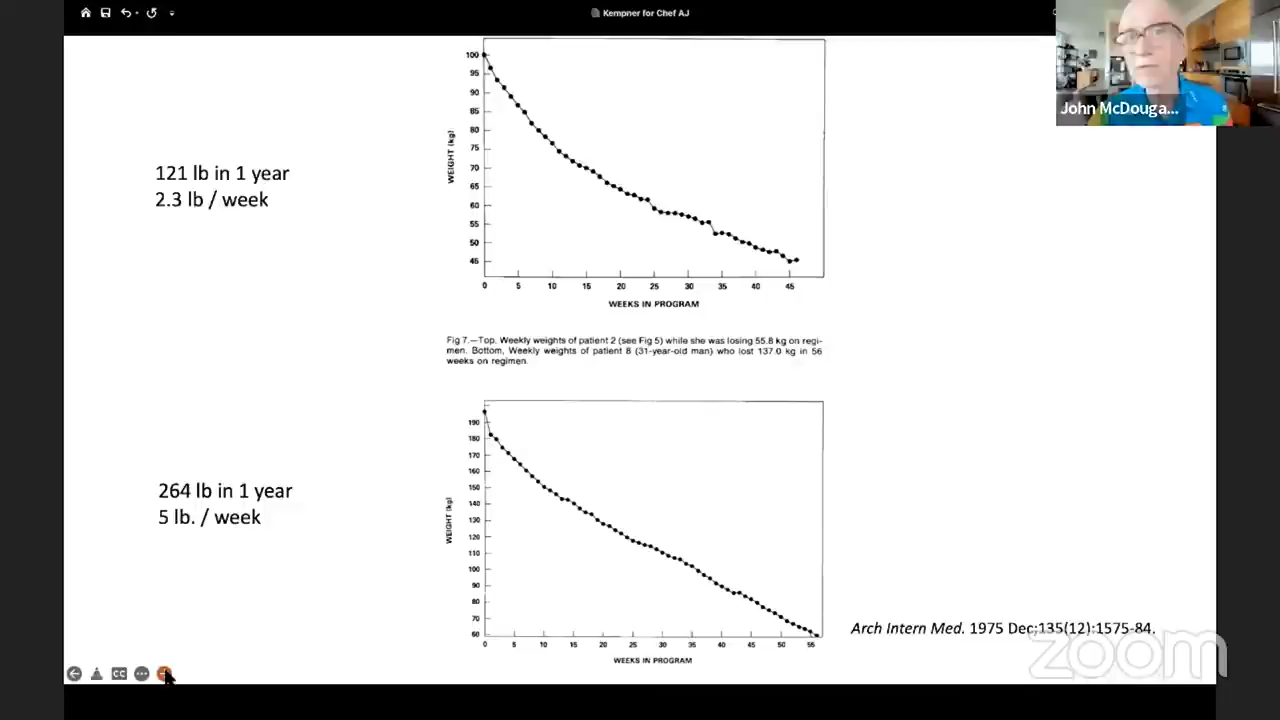 Kempner for Chef AJ
John McDouga...
121 lb in 1 year
2.3 lb / week
WEIGHT (kg)
100
95
90
85
80
75
70
65
60
55
50
45
0 5 10 15 20 25 30 35 40 45
WEEKS IN PROGRAM
Fig 7.—Top. Weekly weights of patient 2 (see Fig 5) while she was losing 55.8 kg on regi-
men. Bottom, Weekly weights of patient 8 (31-year-old man) who lost 137.0 kg in 56
weeks on regimen.
264 lb in 1 year
5 lb. / week
WEIGHT (kg)
190
180
170
160
150
140
130
120
110
100
90
80
70
60
0 5 10 15 20 25 30 35 40 45 50 55
WEEKS IN PROGRAM
Arch Intern Med. 1975 Dec;135(12):1575-84.
zoom
CC